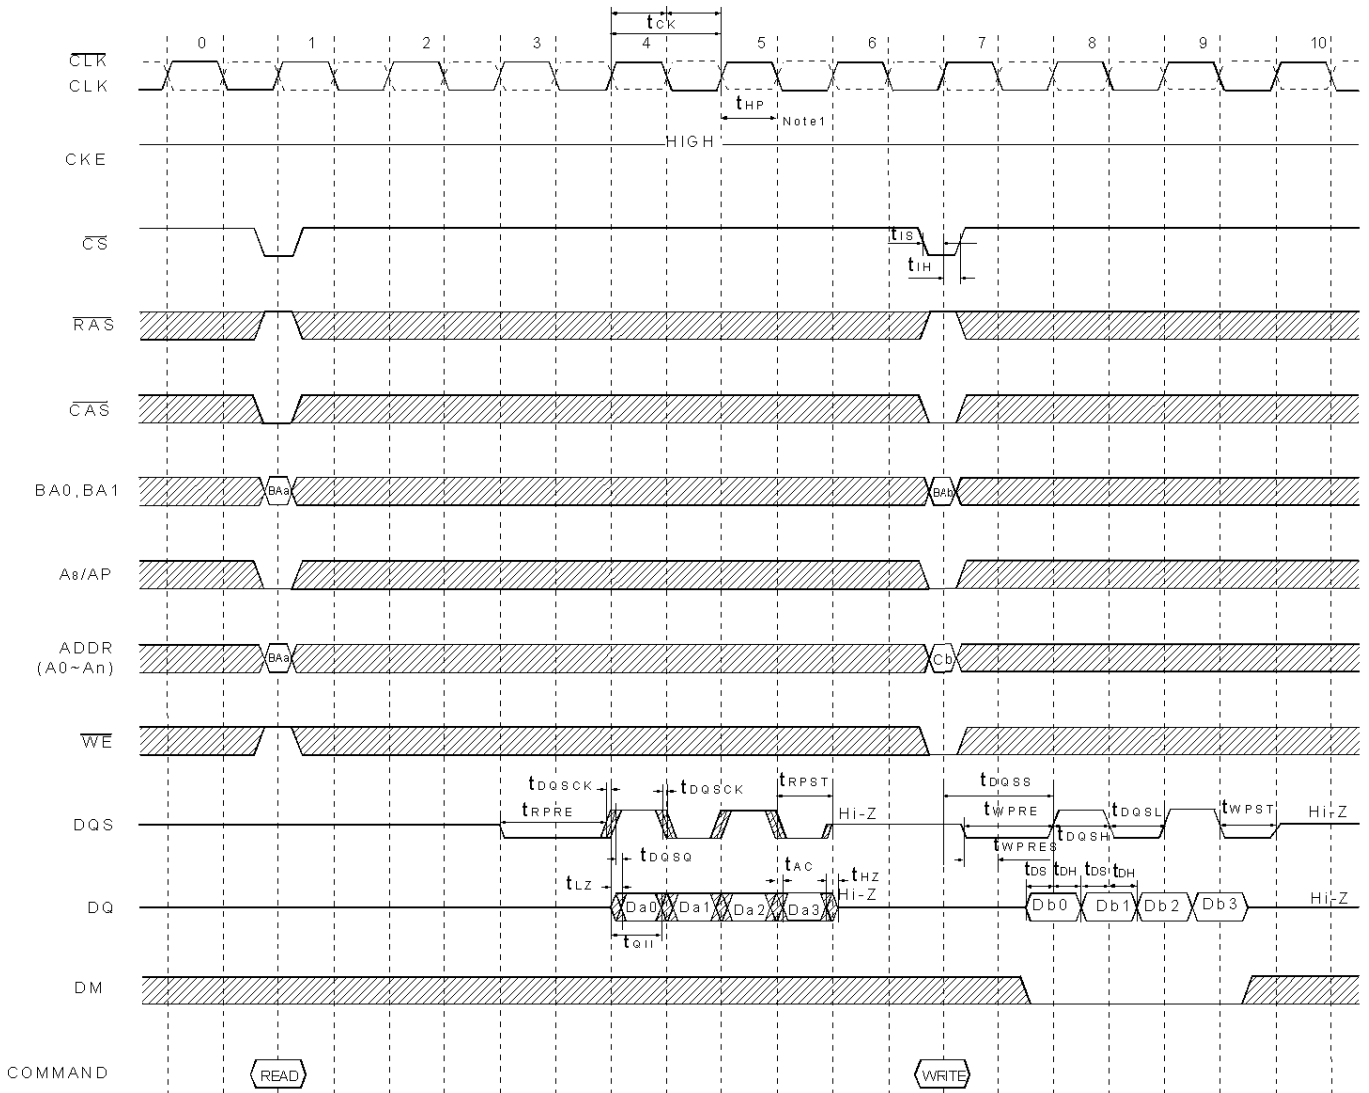 tCK
0 1 2 3 4 5 6 7 8 9 10
CLK
CLK
tHP
Note1
HIGH
CKE
CS
tIS
tIH
RAS
CAS
BA0,BA1
BAa
BAb
A8/AP
ADDR
(A0~An)
BAa
Cb
WE
tDQSCK
tDQSCK
tRPST
tDQSS
tRPRE
tWPRE
tDQSL
tWPST
DQS
Hi-Z
Hi-Z
tDQSH
tWPRES
tDQSQ
tLZ
tAC
tHZ
tDS
tDH
tDS
tDH
DQ
Da0
Da1
Da2
Da3
Hi-Z
Db0
Db1
Db2
Db3
Hi-Z
tQH
DM
COMMAND
READ
WRITE